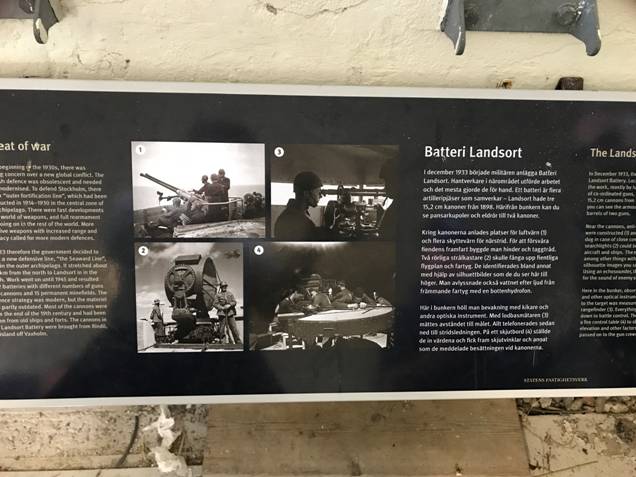 eat of war
beginning of the 1930s, there was
g concern over a new global conflict. The
sh defence was obsolescent and needed
modernised. To defend Stockholm, there
"outer fortification line", which had been
ucted in 1914–1930 in the central zone of
chipelago. There were fast developments
world of weapons, and full rearmament
oing on in the rest of the world. More
ive weapons with increased range and
acy called for more modern defences.
33 therefore the government decided to
a new defensive line, "the Seaward Line",
n the outer archipelago. It stretched about
km from the north to Landsort in in the
Work went on until 1945 and resulted
batteries with different numbers of guns
cannons and 15 permanent minefields. The
ence strategy was modern, but the material
partly outdated. Most of the cannons were
the end of the 19th century and had been
n from old ships and forts. The cannons in
Landsort Battery were brought from Rindö,
island off Vaxholm.
1
2
3
4
Batteri Landsort
I december 1933 började militären anlägga Batteri
Landsort. Hantverkare i närområdet utförde arbetet
och det mesta gjorde de för hand. Ett batteri är flera
artilleripjäser som samverkar – Landsort hade tre
15,2 cm kanoner från 1898. Härifrån bunkern kan du
se pansarkupoler och eldrör till två kanoner.
Kring kanonerna anlades platser för luftvärn (1)
och flera skyttevärn för närstrid. För att försvåra
fiendens framfart byggde man hinder och taggtråd.
Två rörliga strålkastare (2) skulle fånga upp fientliga
flygplan och fartyg. De identifierades bland annat
med hjälp av silhuettbilder som de du ser här till
höger. Man avlyssnade också vattnet efter ljud från
främmande fartyg med en bottenhydrofon.
Här i bunkern höll man bevakning med kikare och
andra optiska instrument. Med lodbasmätaren (3)
mättes avståndet till målet. Allt telefonerades sedan
ned till stridsledningen. På ett skjutbord (4) ställde
de in värdena och fick fram skjutvinklar och annat
som de meddelade besättningen vid kanonerna.
The Lands
In December 1933, the
Landsort Battery. Loc
the work, mostly by h
of co-ordinated guns,
15,2 cm cannons from
you can see the armou
barrels of two guns.
Near the cannons, anti-
were constructed (1) an
dug in case of close com
searchlights (2) could in
aircraft and ships. The e
among other things with
silhouette images you s
Using an echosounder, t
for the sound of enemy v
Here in the bunker, obser
and other optical instrum
to the target was measur
rangefinder (3). Everythin
down to battle control. Th
a fire control table (4) to d
elevation and other factors
passed on to the gun crew
STATENS FASTIGHETSVERK